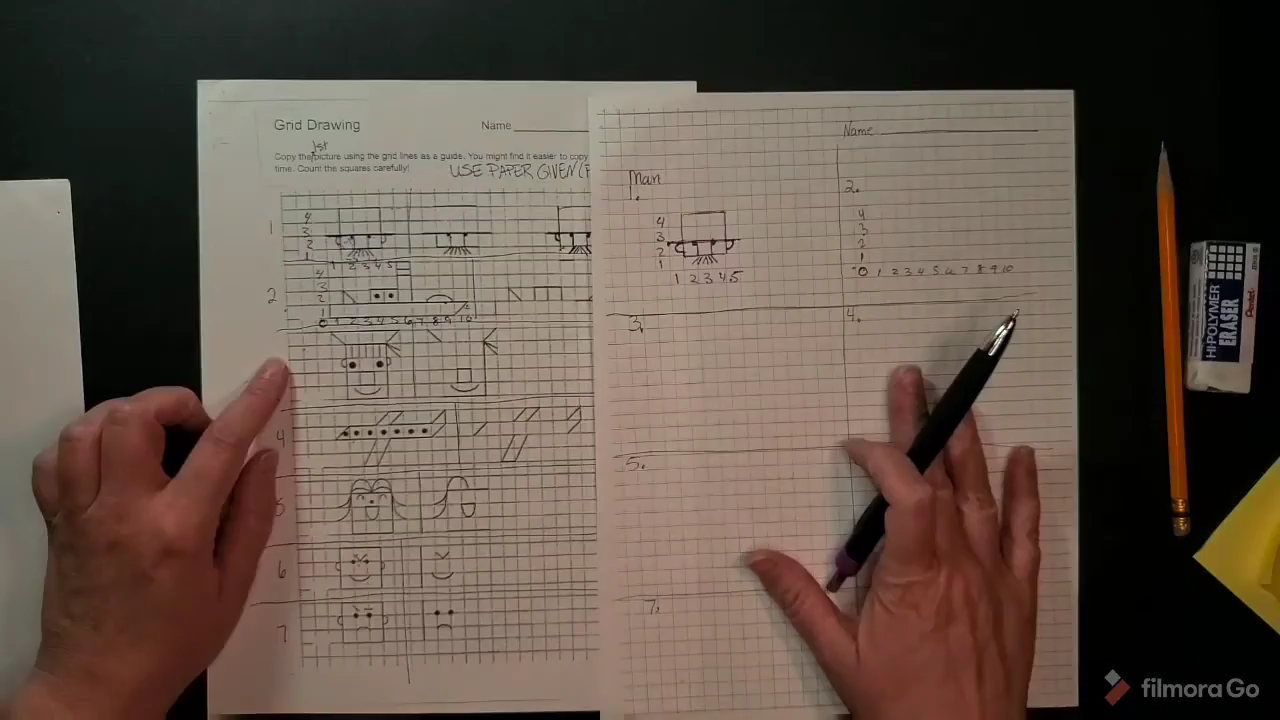 Grid Drawing
Name
1st
Copy the picture using the grid lines as a guide. You might find it easier to copy
time. Count the squares carefully!
USE PAPER GIVEN (F
1
4
3
2
1
1 2 3 4 5
2
4
3
2
1
0 1 2 3 4 5 6 7 8 9 10
4
5
6
7
Name
Man
4
3
2
1
1 2 3 4 5
2.
4
3
2
1
0 1 2 3 4 5 6 7 8 9 10
3.
4.
5.
7.
HI-POLYMER
ERASER
Pentel
filmora Go